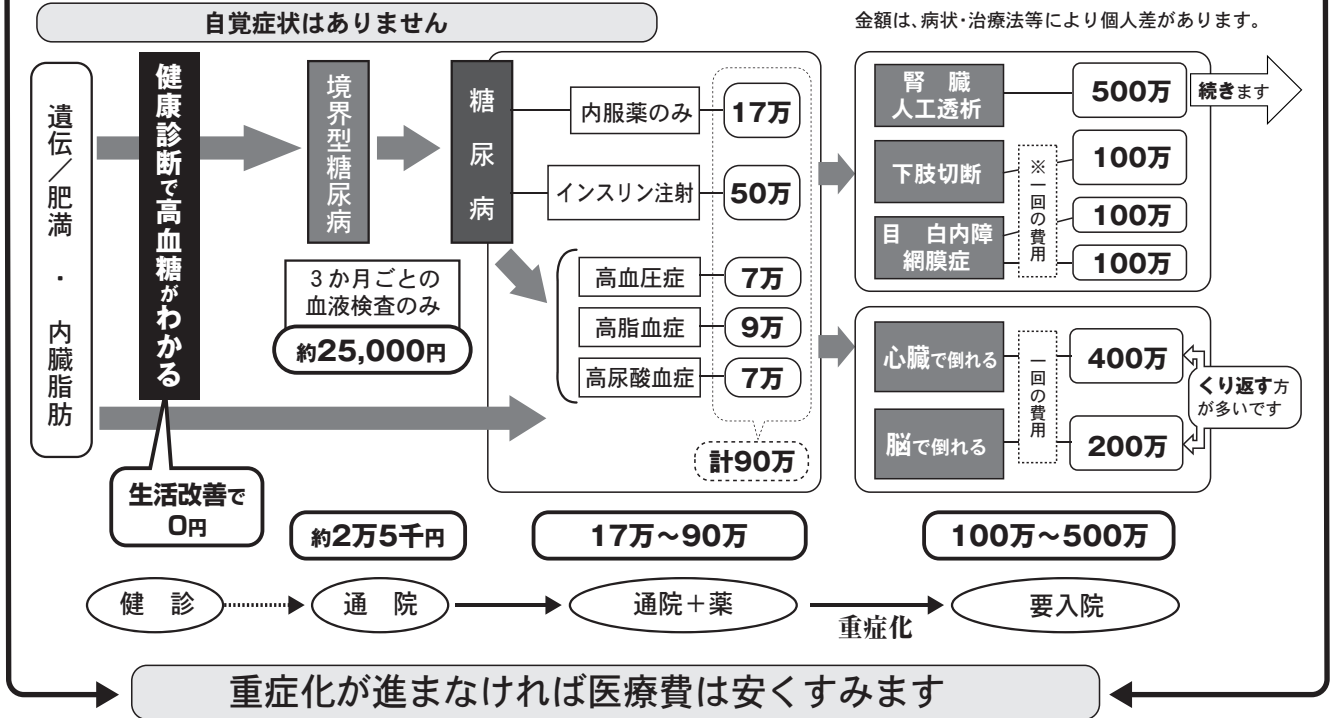 自覚症状はありません
金額は、病状・治療法等により個人差があります。
遺伝／肥満・内臓脂肪
健康診断で高血糖がわかる
生活改善で
0円
境界型糖尿病
3か月ごとの
血液検査のみ
約25,000円
糖尿病
内服薬のみ
17万
インスリン注射
50万
高血圧症
7万
高脂血症
9万
高尿酸血症
7万
計90万
腎　臓
人工透析
500万
続きます
下肢切断
※一回の費用
100万
目　白内障
網膜症
100万
100万
心臓で倒れる
一回の費用
400万
脳で倒れる
200万
くり返す方
が多いです
約2万5千円
17万～90万
100万～500万
健　診
通　院
通院＋薬
重症化
要入院
重症化が進まなければ医療費は安くすみます